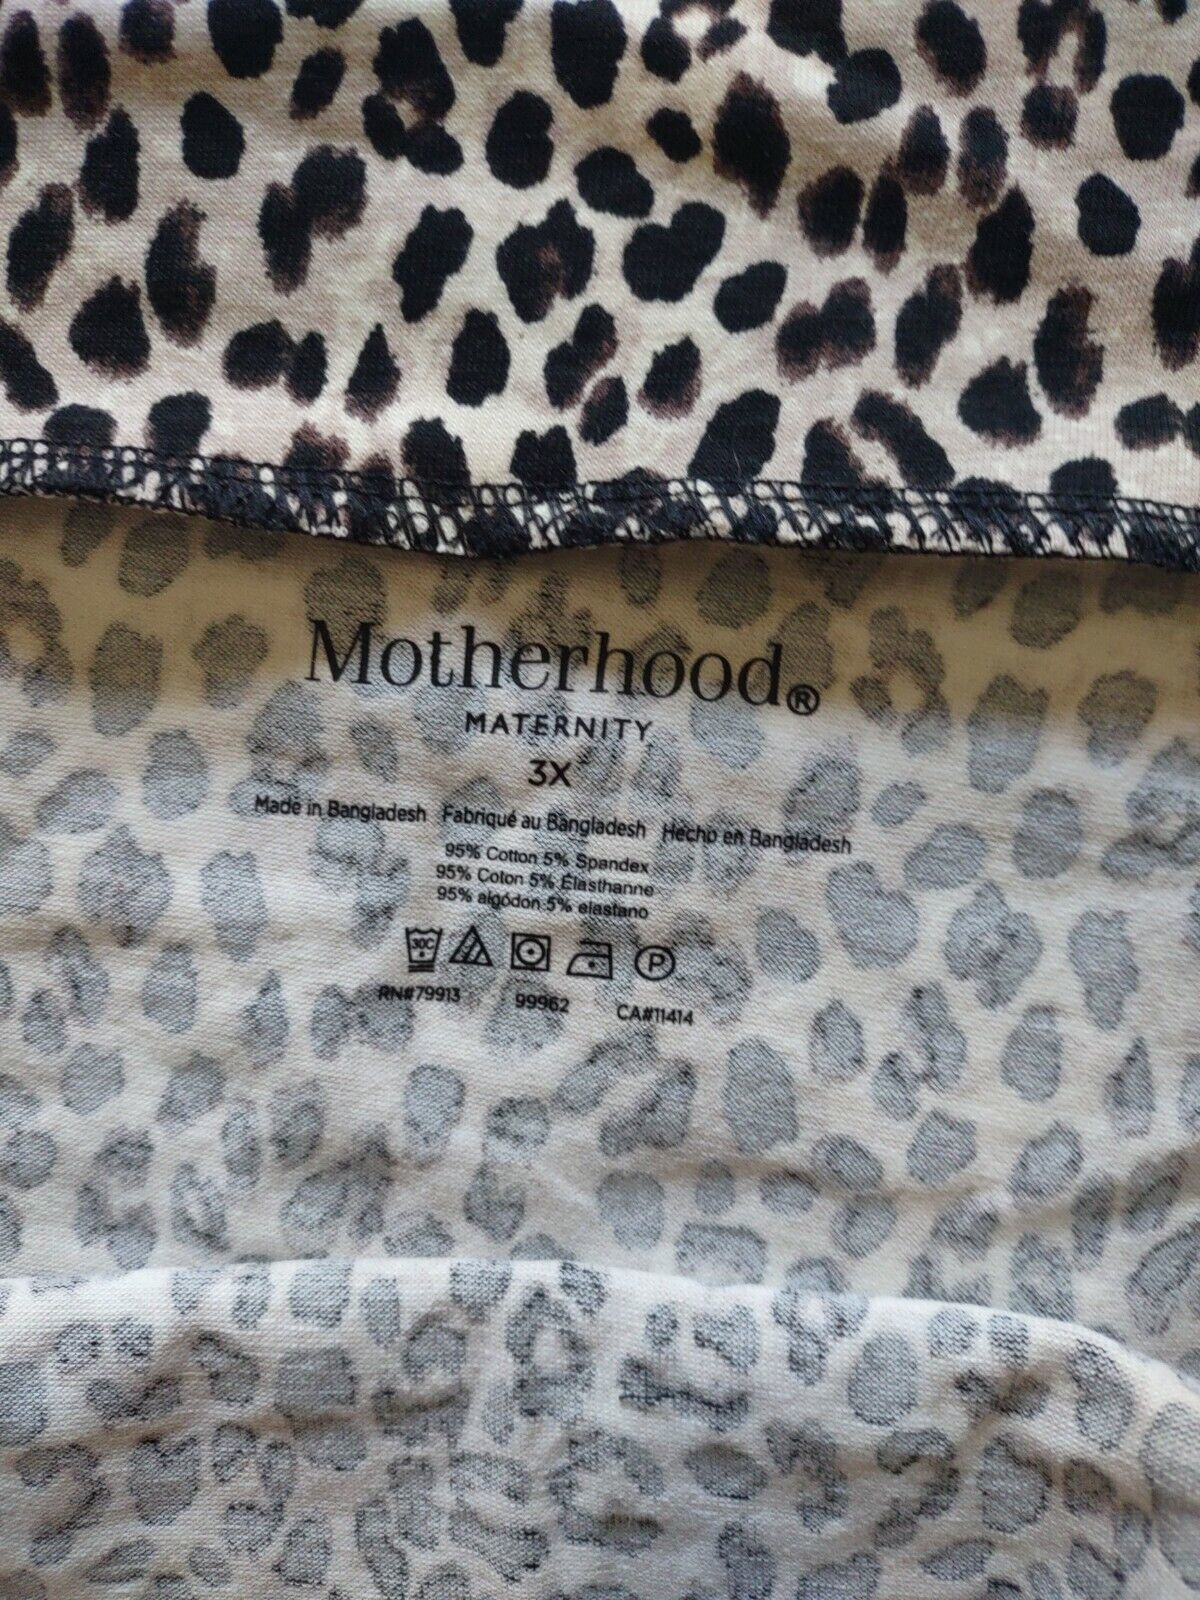 Motherhood®
MATERNITY
3X
Made in Bangladesh Fabriqué au Bangladesh Hecho en Bangladesh
95% Cotton 5% Spandex
95% Coton 5% Élasthanne
95% algodon 5% elastano
30C P
RN#79913 99962 CA#11414